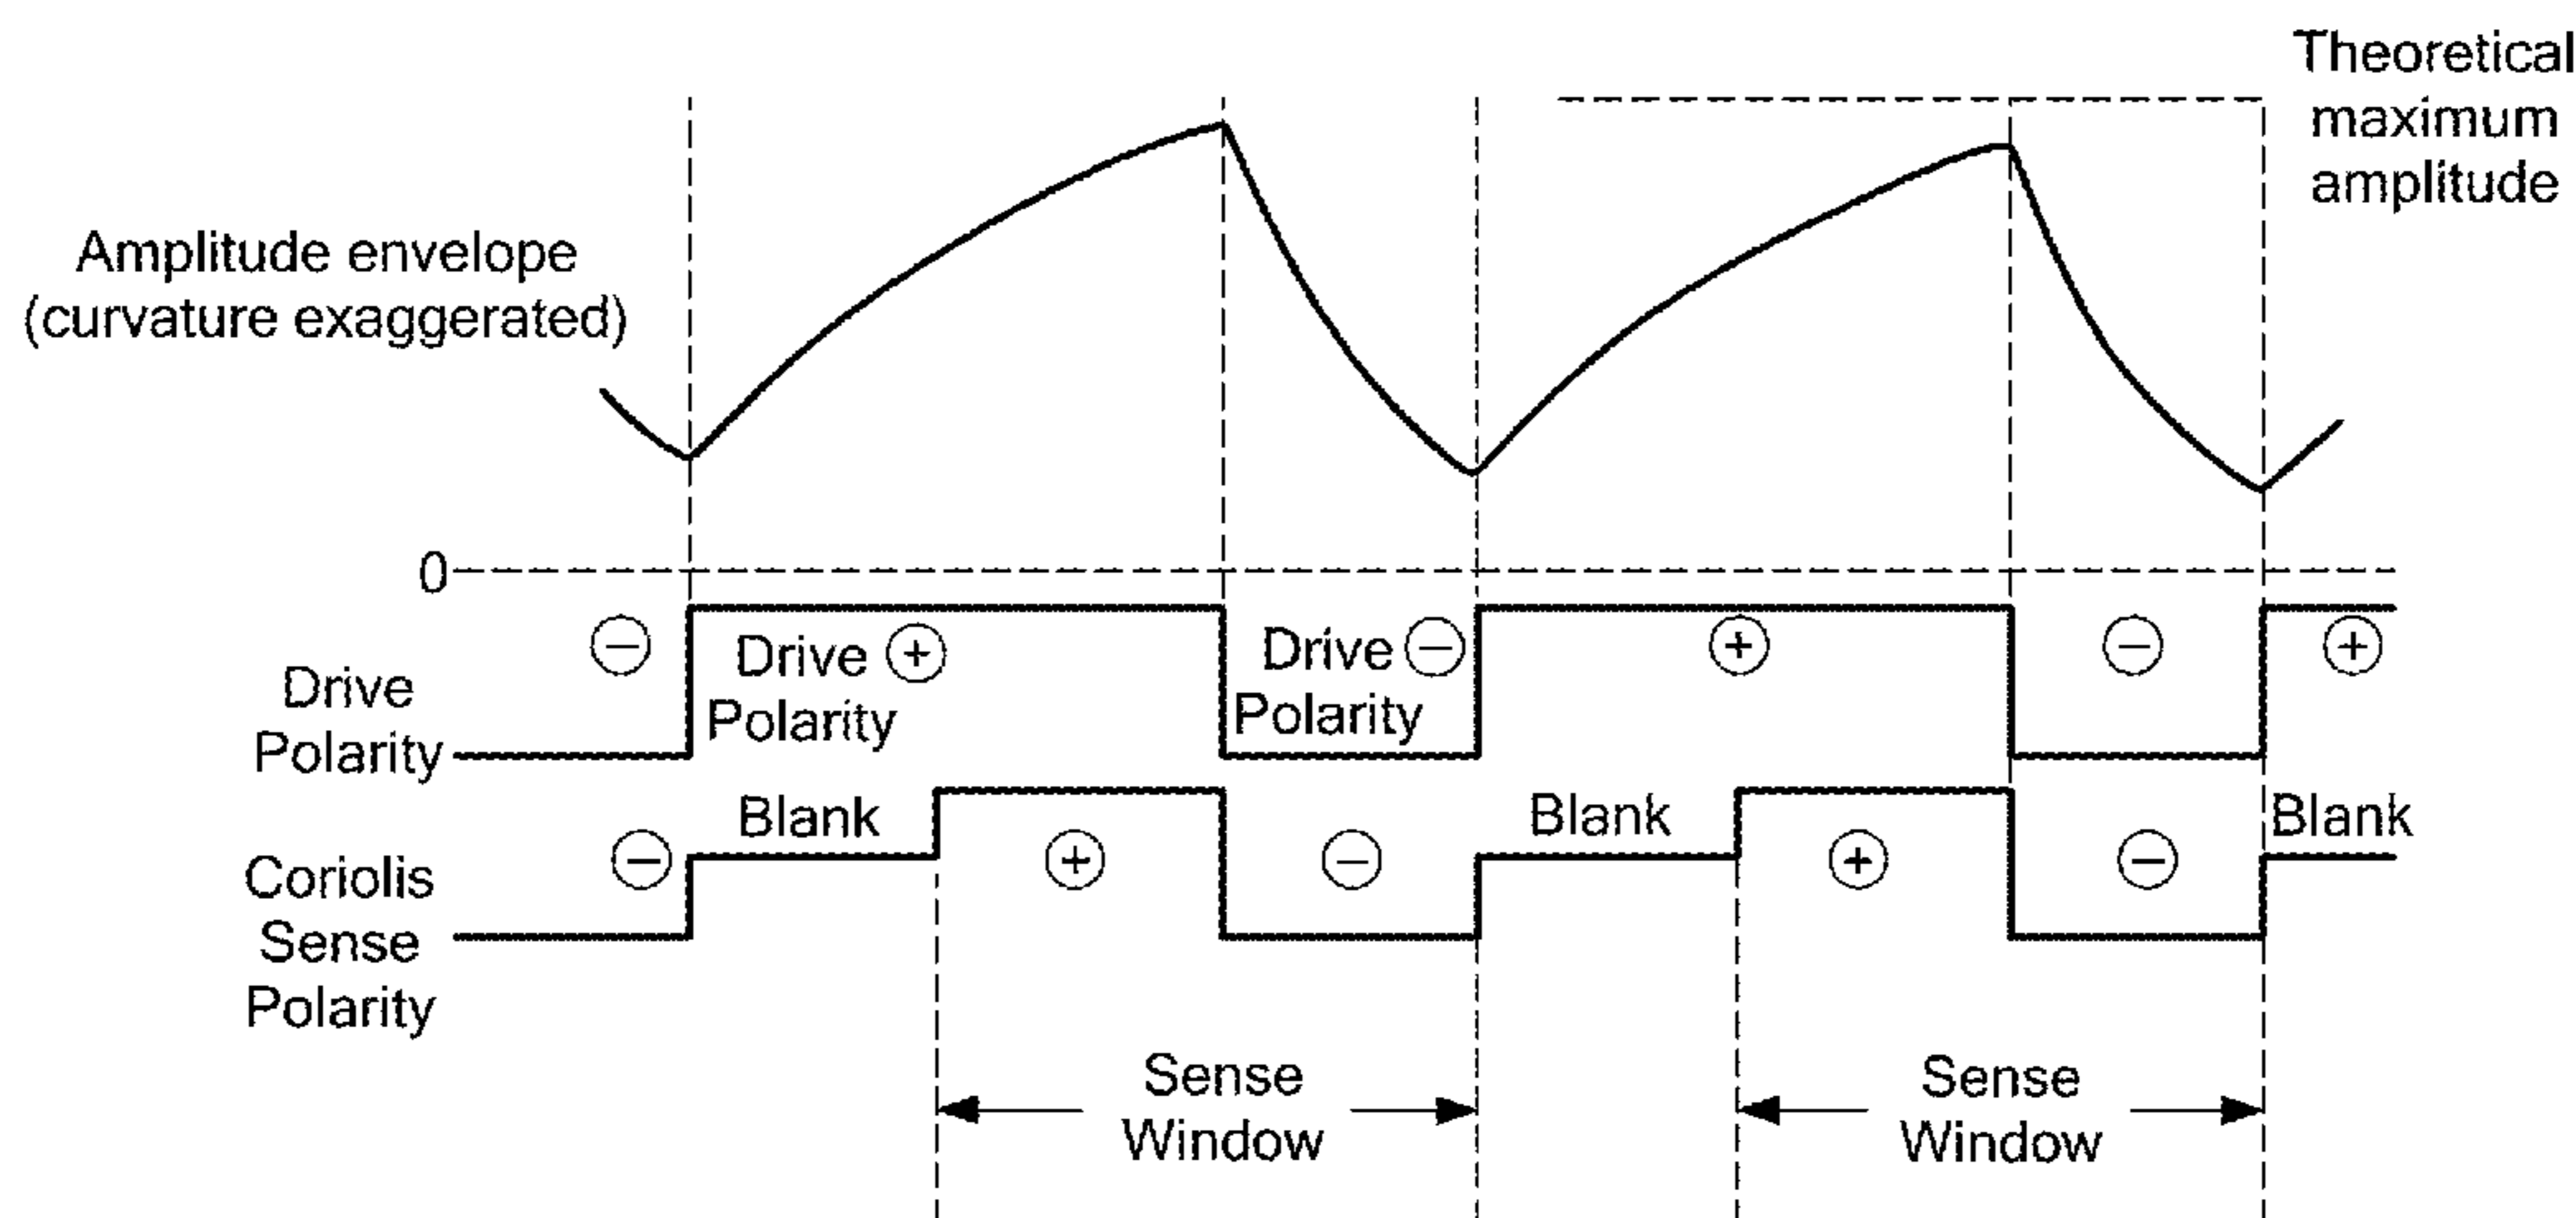 Theoretical
maximum
amplitude
Amplitude envelope
(curvature exaggerated)
0
Drive
Polarity
−
Drive +
Polarity
Drive −
Polarity
+
−
+
Coriolis
Sense
Polarity
−
Blank
+
−
Blank
+
−
Blank
Sense
Window
Sense
Window